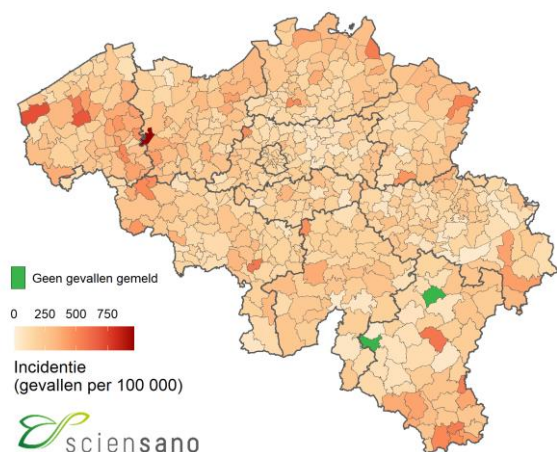 Geen gevallen gemeld
0 250 500 750
Incidentie
(gevallen per 100 000)
sciensano